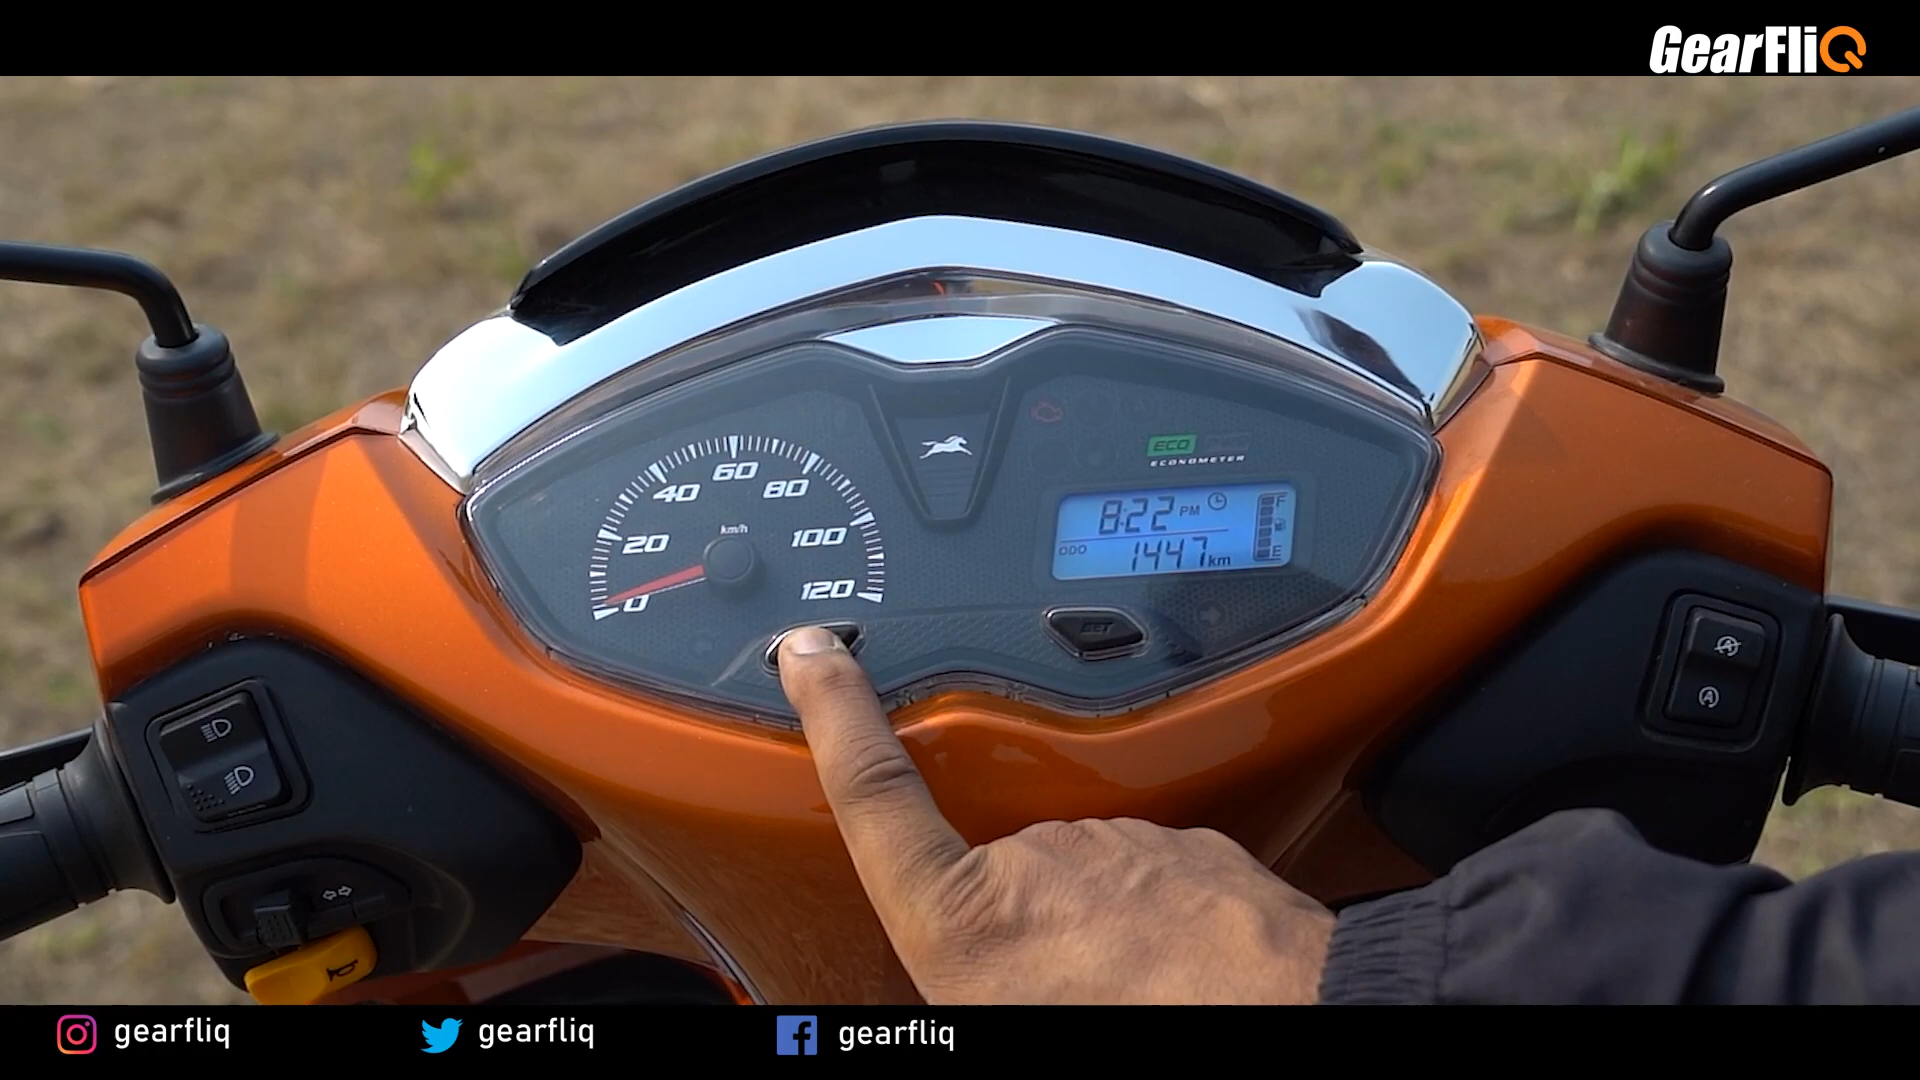 GearFliQ
ECO
ECONOMETER
0
20
40
60
80
100
120
km/h
8:22 PM
ODO
1447 km
F
E
SET
A
A
gearfliq
gearfliq
gearfliq